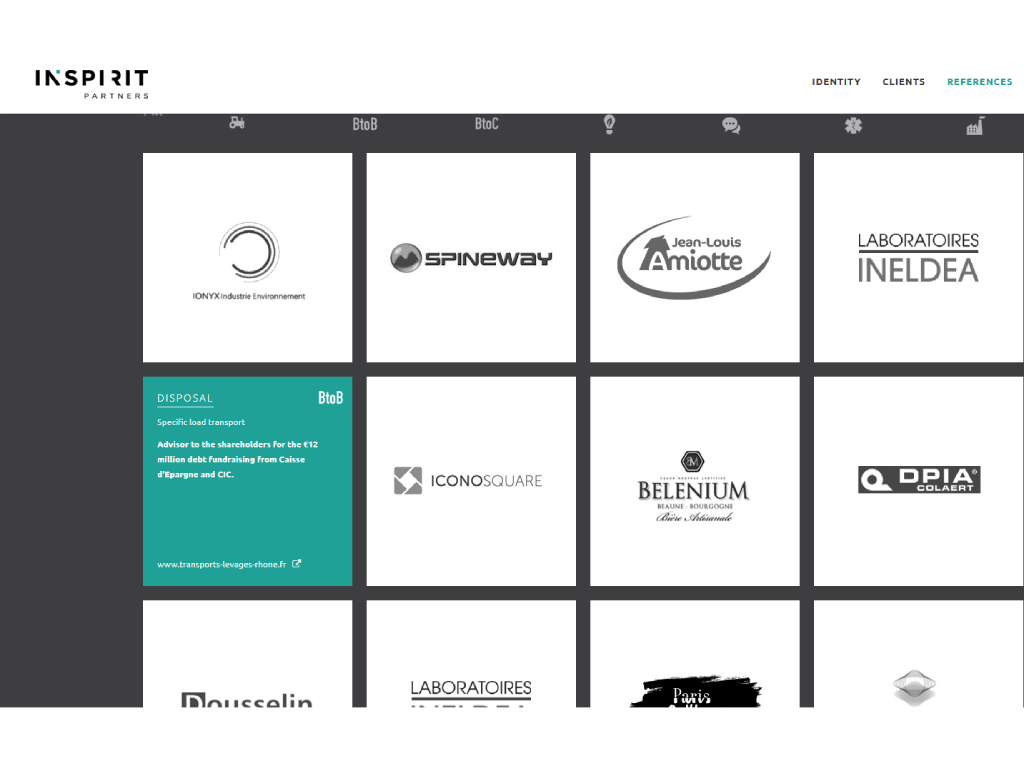 INSPIRIT
PARTNERS
IDENTITY CLIENTS REFERENCES
BtoB BtoC
IONYX Industrie Environnement
SPINEWAY
Jean-Louis
Amiotte
LABORATOIRES
INELDEA
DISPOSAL BtoB
Specific load transport
Advisor to the shareholders for the €12
million debt fundraising from Caisse
d'Epargne and CIC.
www.transports-levages-rhone.fr
ICONOSQUARE
BM
BELENIUM
BEAUNE - BOURGOGNE
Bière Artisanale
DPIA®
COLAERT
Dousselin
LABORATOIRES
INELDEA
Paris